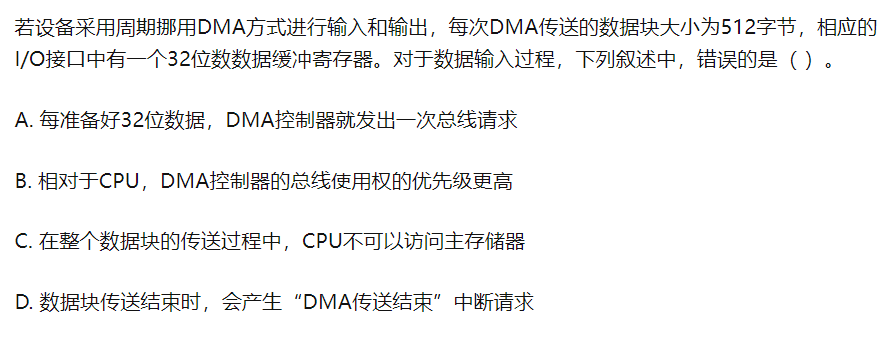 若设备采用周期挪用DMA方式进行输入和输出，每次DMA传送的数据块大小为512字节，相应的
I/O接口中有一个32位数数据缓冲寄存器。对于数据输入过程，下列叙述中，错误的是（ ）。
A. 每准备好32位数据，DMA控制器就发出一次总线请求
B. 相对于CPU，DMA控制器的总线使用权的优先级更高
C. 在整个数据块的传送过程中，CPU不可以访问主存储器
D. 数据块传送结束时，会产生“DMA传送结束”中断请求